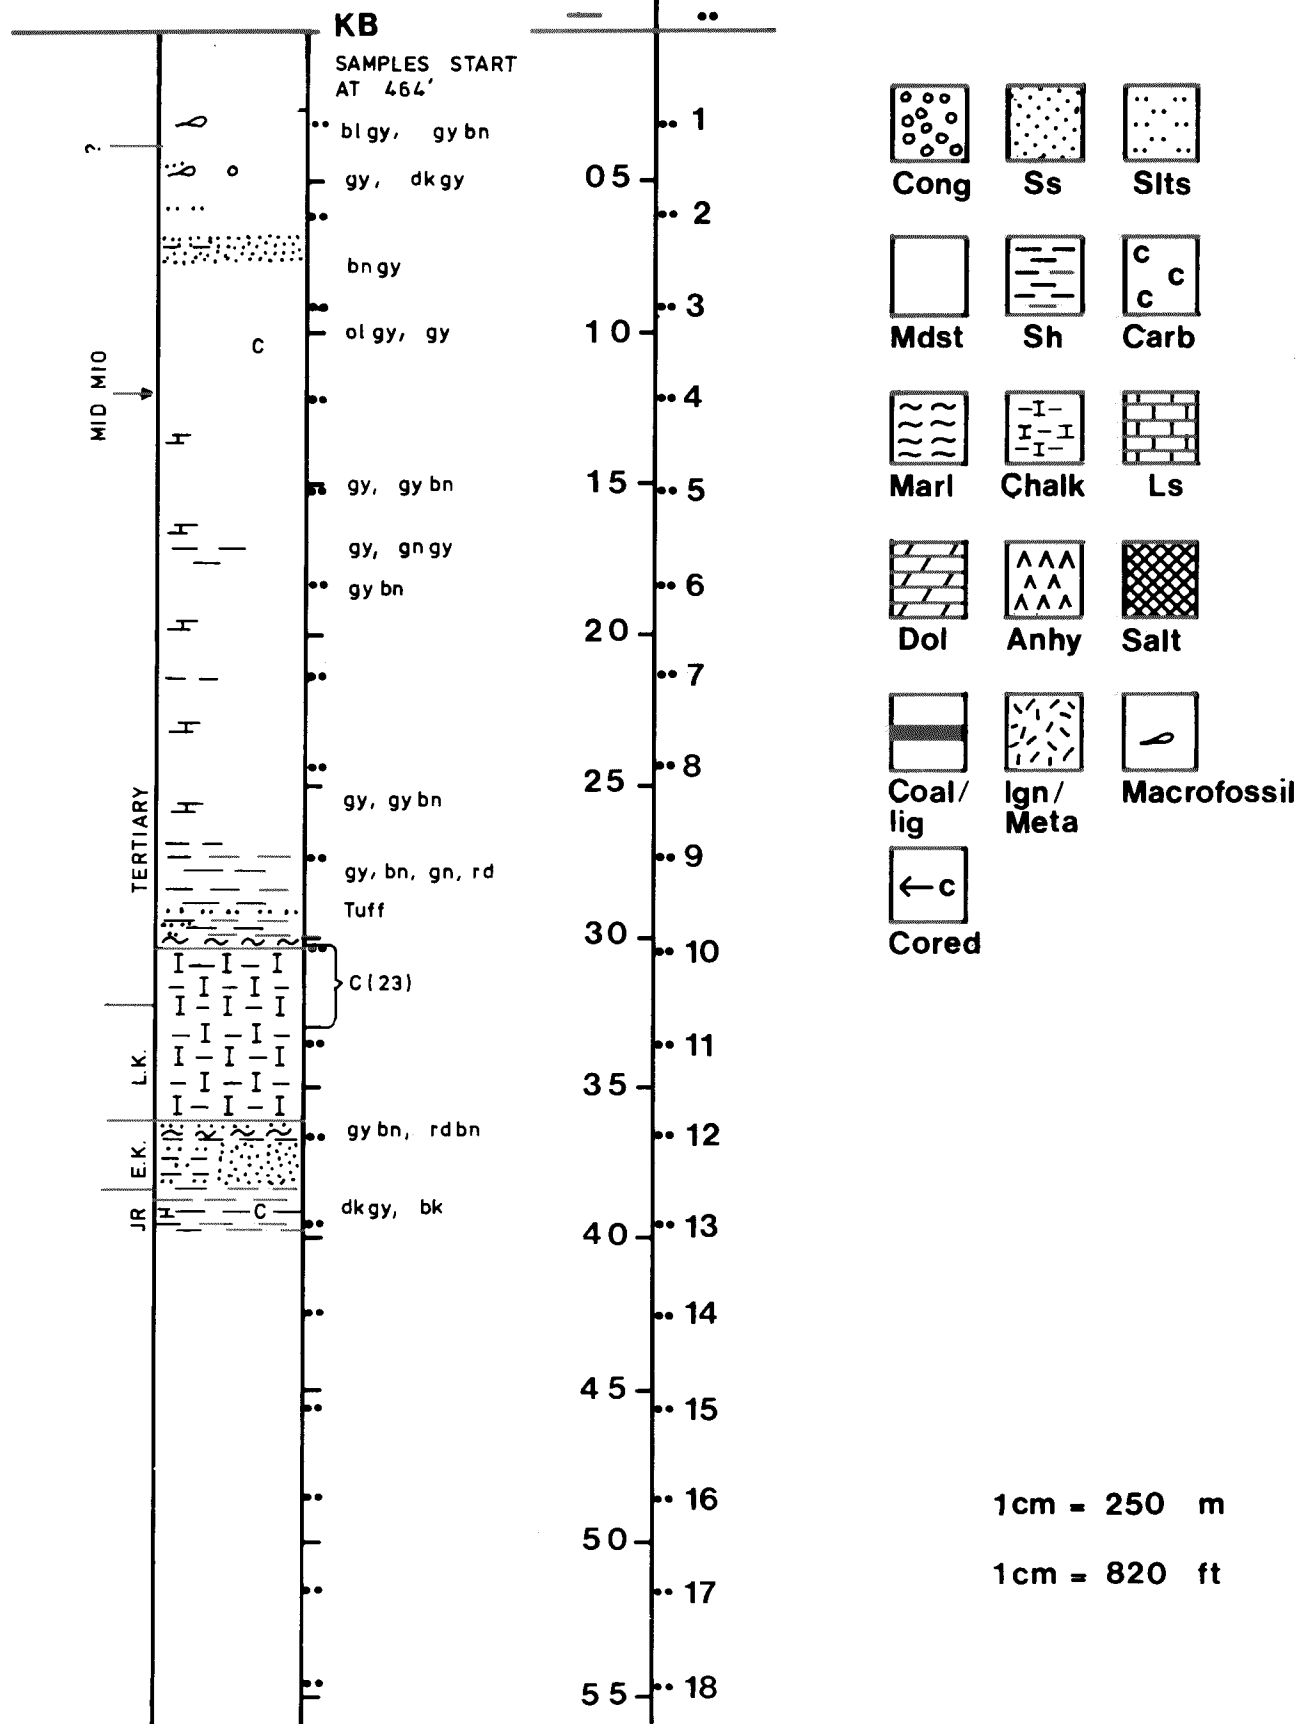 KB
SAMPLES START
AT 464'
bl gy, gy bn
?
gy, dk gy
bn gy
ol gy, gy
C
MID MIO
gy, gy bn
gy, gn gy
gy bn
TERTIARY
gy, gy bn
gy, bn, gn, rd
Tuff
C (23)
L.K.
gy bn, rd bn
E.K.
JR
C
dk gy, bk
1
05
2
3
10
4
15
5
6
20
7
8
25
9
30
10
11
35
12
13
40
14
45
15
16
50
17
18
55
Cong Ss Slts
C
C
C
Mdst Sh Carb
Marl Chalk Ls
Dol Anhy Salt
Coal/ Ign/ Macrofossil
lig Meta
←C
Cored
1cm = 250 m
1cm = 820 ft